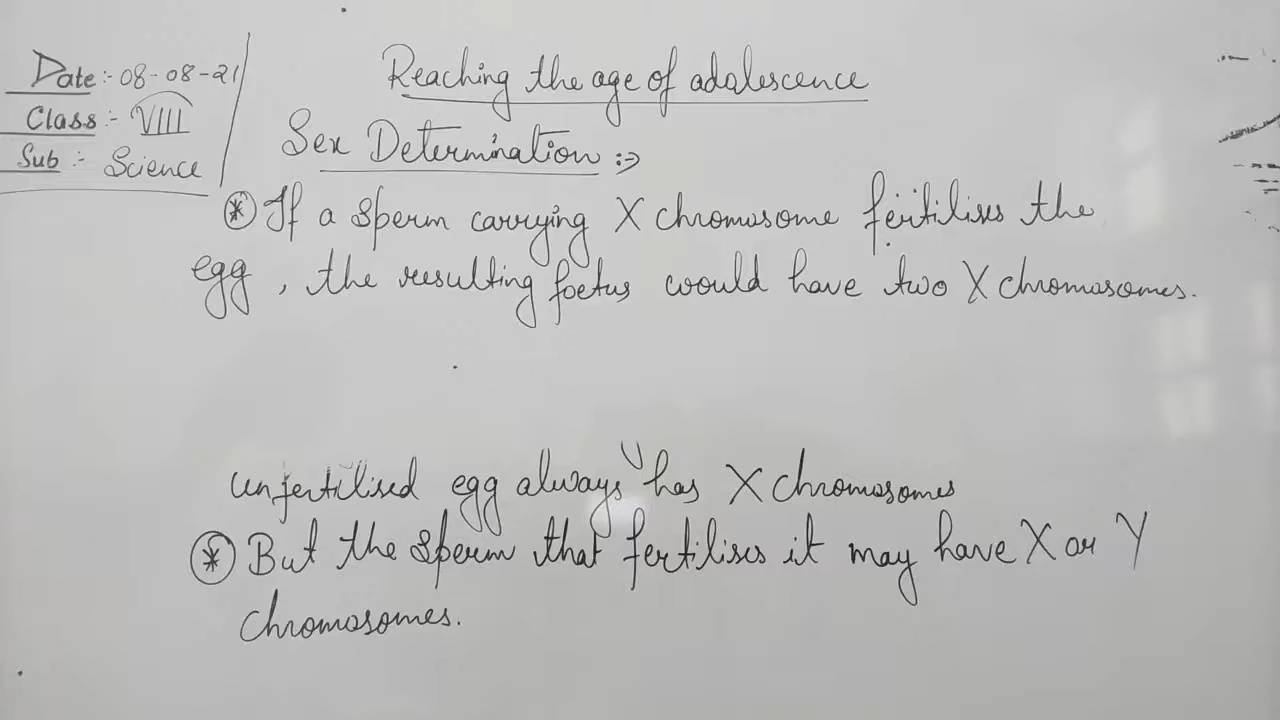 Date :- 08-08-21
Class :- VIII
Sub :- Science
Reaching the age of adalescence
Sex Determination :->
* If a sperm carrying X chromosome fertilises the
egg, the resulting foetus would have two X chromosomes.
unfertilised egg always has X chromosomes
* But the sperm that fertilises it may have X or Y
chromosomes.